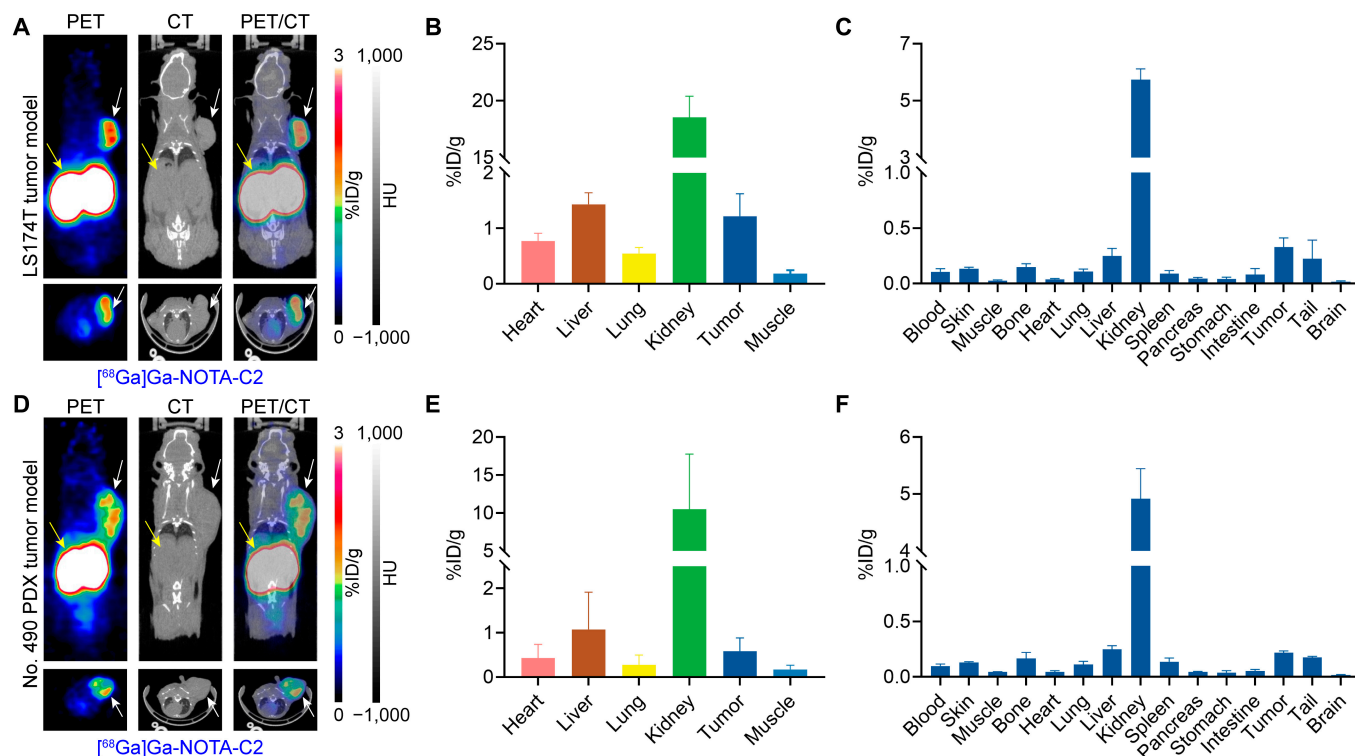 A
PET
CT
PET/CT
LS174T tumor model
3
1,000
%ID/g
HU
0
−1,000
[⁶⁸Ga]Ga-NOTA-C2
B
%ID/g
25
20
15
2
1
0
Heart
Liver
Lung
Kidney
Tumor
Muscle
C
%ID/g
7
5
3
1.0
0.5
0.0
Blood
Skin
Muscle
Bone
Heart
Lung
Liver
Kidney
Spleen
Pancreas
Stomach
Intestine
Tumor
Tail
Brain
D
PET
CT
PET/CT
No. 490 PDX tumor model
3
1,000
%ID/g
HU
0
−1,000
[⁶⁸Ga]Ga-NOTA-C2
E
%ID/g
20
15
10
5
2
1
0
Heart
Liver
Lung
Kidney
Tumor
Muscle
F
%ID/g
6
5
4
1.0
0.5
0.0
Blood
Skin
Muscle
Bone
Heart
Lung
Liver
Kidney
Spleen
Pancreas
Stomach
Intestine
Tumor
Tail
Brain